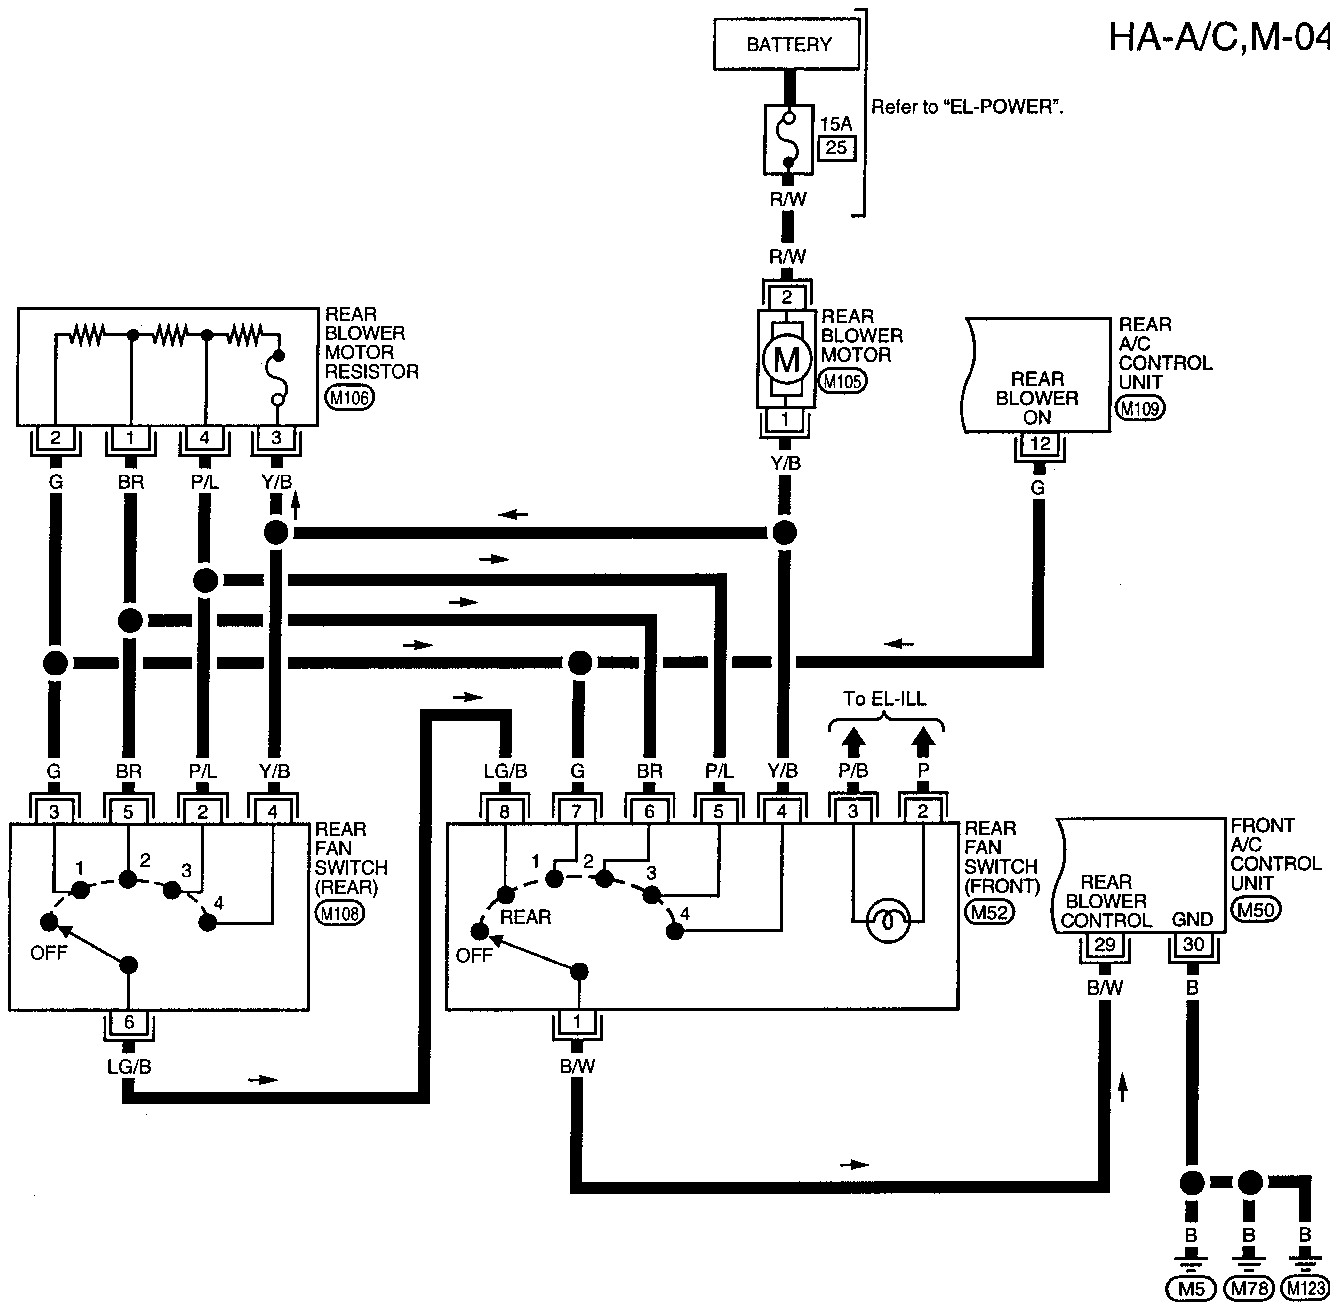 HA-A/C,M-04
BATTERY
Refer to "EL-POWER".
15A
25
R/W
R/W
2
REAR
BLOWER
MOTOR
M105
M
1
Y/B
REAR
BLOWER
MOTOR
RESISTOR
M106
2 1 4 3
G BR P/L Y/B
REAR
A/C
CONTROL
UNIT
M109
REAR
BLOWER
ON
12
G
To EL-ILL
G BR P/L Y/B
LG/B G BR P/L Y/B P/B P
3 5 2 4
8 7 6 5 4 3 2
REAR
FAN
SWITCH
(REAR)
M108
1 2 3 4
OFF
6
LG/B
REAR
FAN
SWITCH
(FRONT)
M52
1 2 3 4
REAR
OFF
1
B/W
FRONT
A/C
CONTROL
UNIT
M50
REAR
BLOWER
CONTROL
GND
29 30
B/W B
B B B
M5 M78 M123